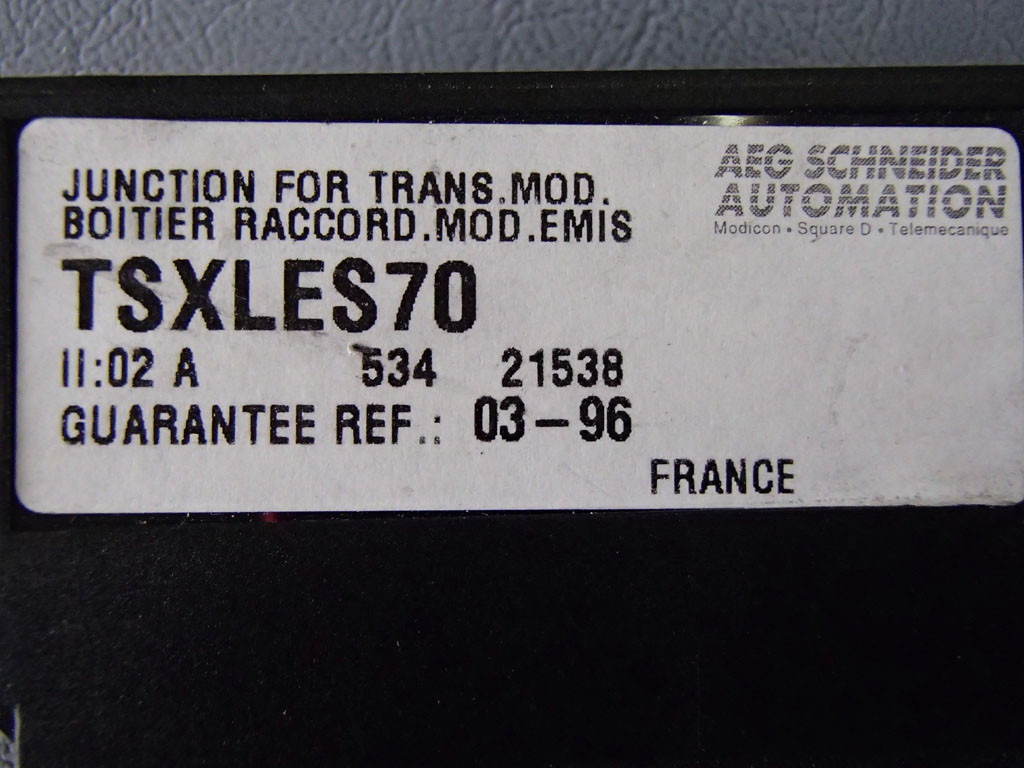 JUNCTION FOR TRANS.MOD.
BOITIER RACCORD.MOD.EMIS
AEG SCHNEIDER
AUTOMATION
Modicon • Square D • Telemecanique
TSXLES70
II:02 A 534 21538
GUARANTEE REF.: 03-96
FRANCE